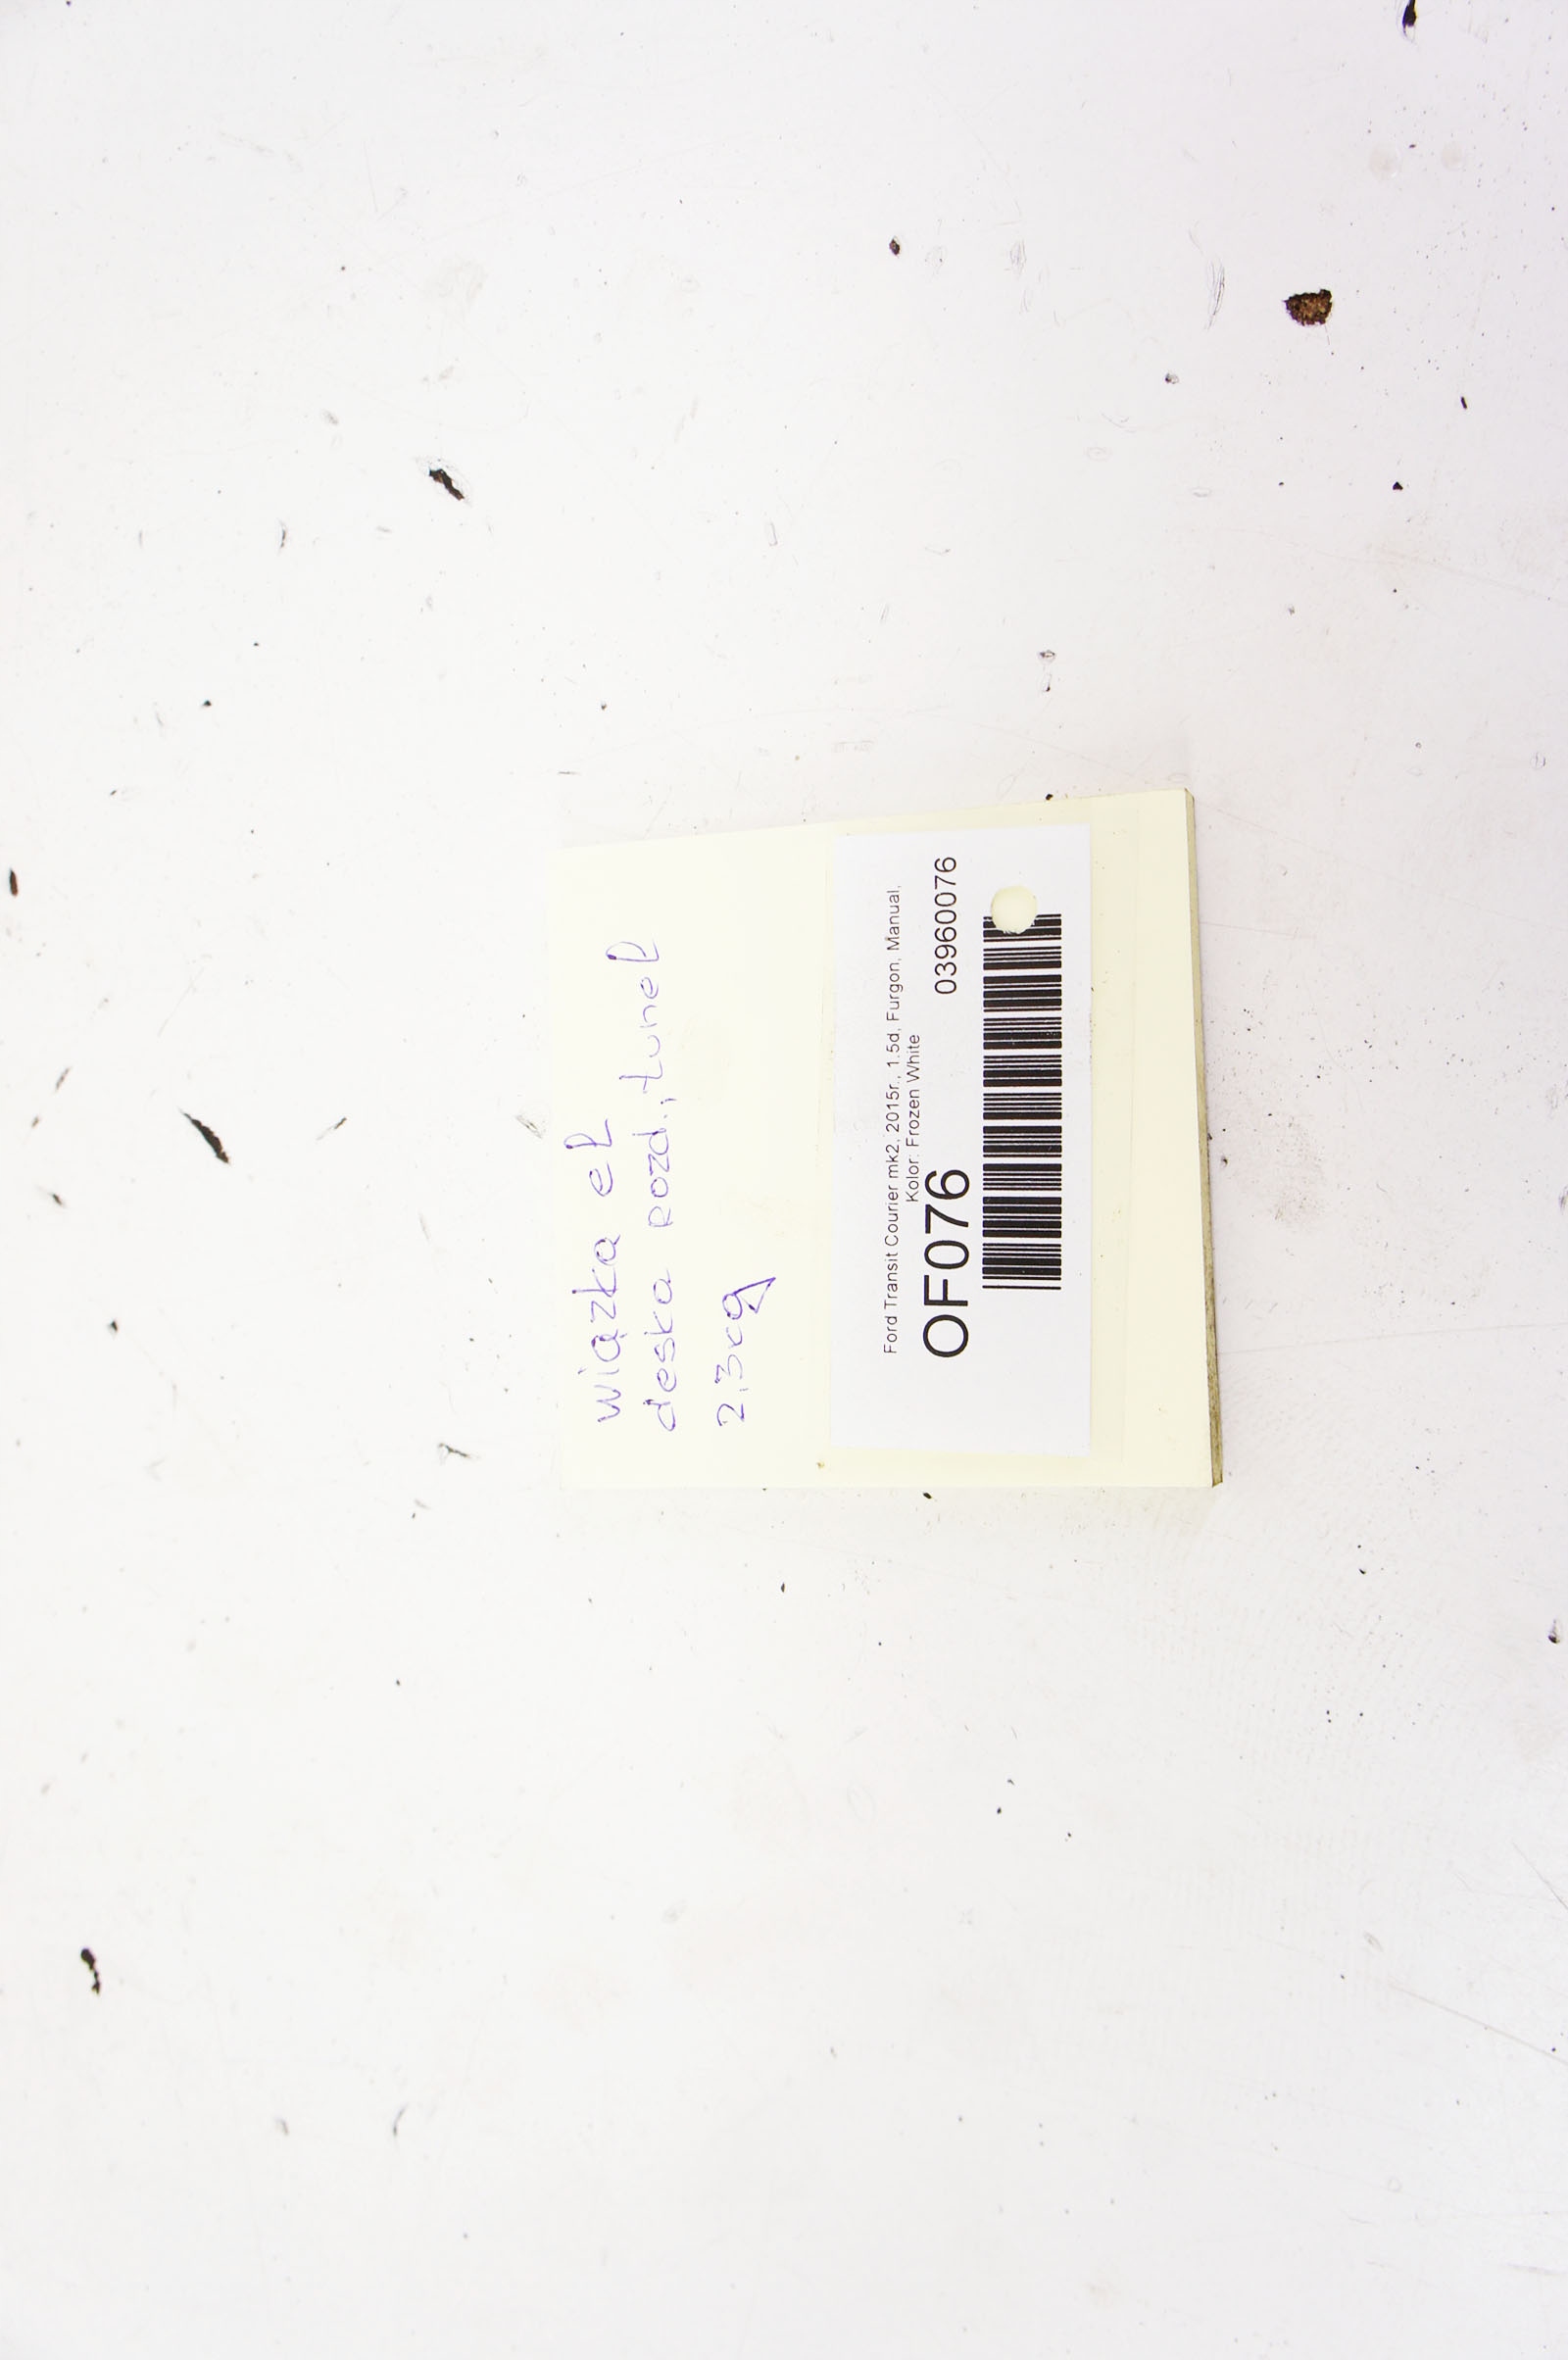 wiązka el
deska rozd., tunel
2,3kg
Ford Transit Courier mk2, 2015r., 1.5d, Furgon, Manual,
Kolor: Frozen White
OF076 03960076